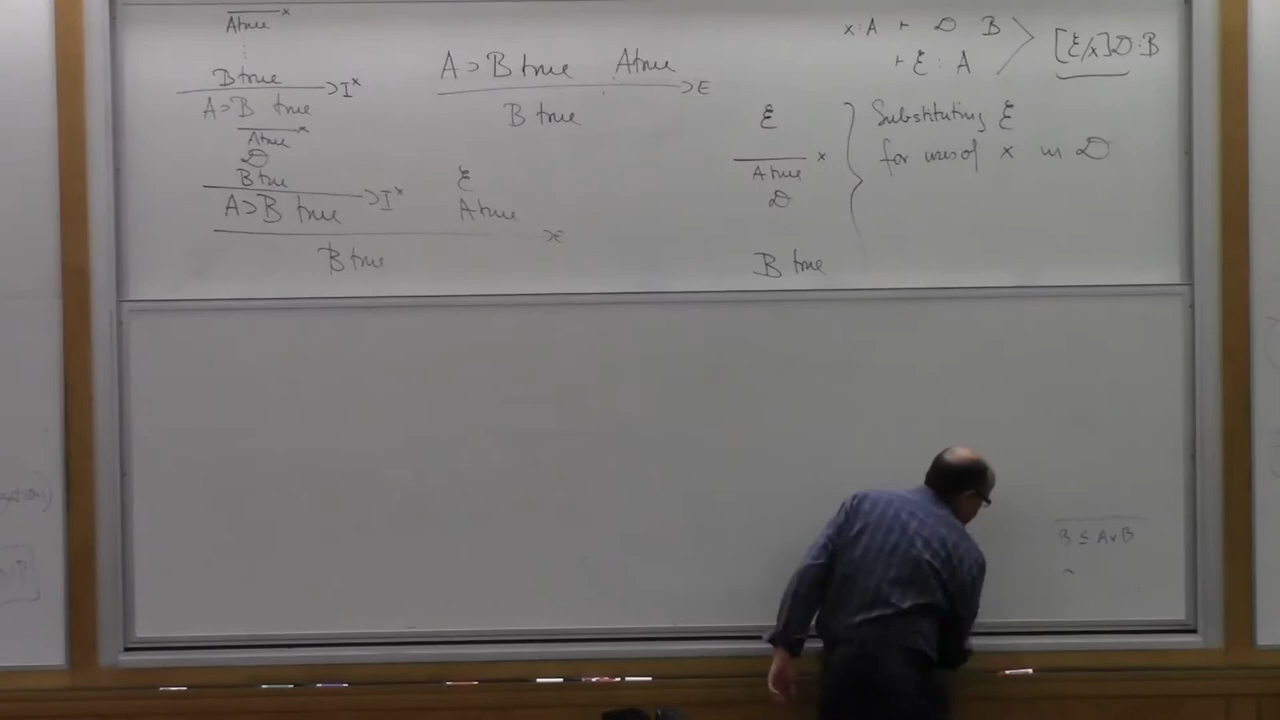 A true x
⋮
B true
⊃I^x
A ⊃ B true
A true x
D
B true
⊃I^x
A ⊃ B true
E
A true
⊃E
B true
A ⊃ B true A true
⊃E
B true
x:A ⊢ D B
⊢ E : A
[E/x]D : B
E
x
A true
D
B true
Substituting E
for uses of x in D
B ≤ A∨B